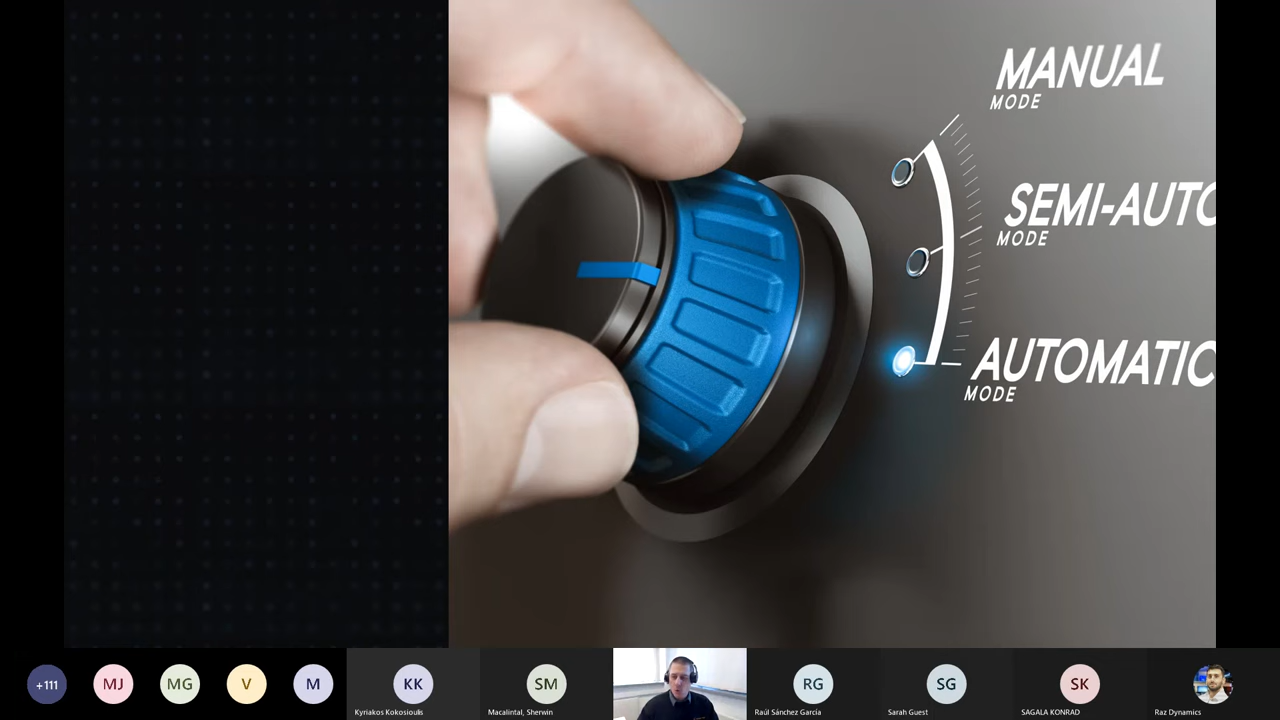 MANUAL
MODE
SEMI-AUTO
MODE
AUTOMATIC
MODE
+111
MJ
MG
V
M
KK
SM
RG
SG
SK
Kyriakos Kokosioulis
Macalintal, Sherwin
Raúl Sánchez García
Sarah Guest
SAGALA KONRAD
Raz Dynamics